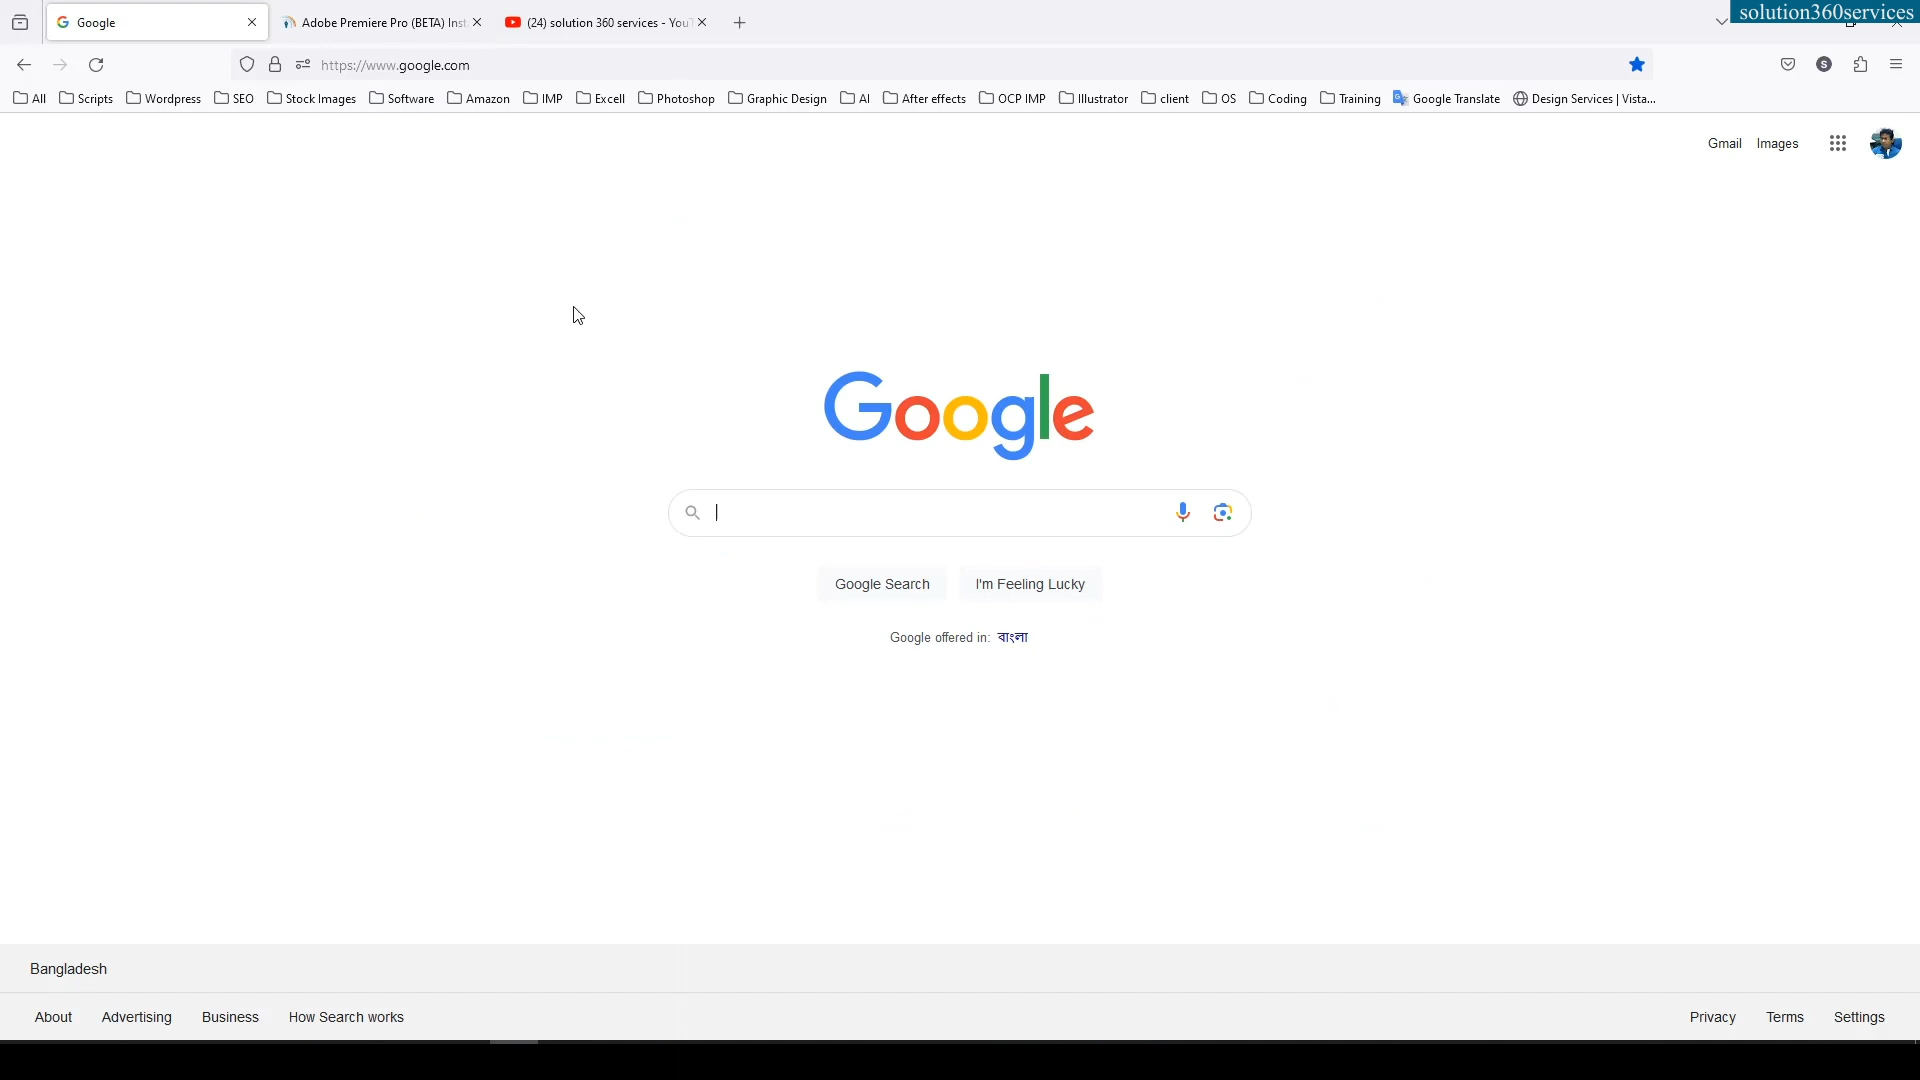 Google
Adobe Premiere Pro (BETA) Inst
(24) solution 360 services - YouT
solution360services
https://www.google.com
All
Scripts
Wordpress
SEO
Stock Images
Software
Amazon
IMP
Excell
Photoshop
Graphic Design
AI
After effects
OCP IMP
Illustrator
client
OS
Coding
Training
Google Translate
Design Services | Vista...
Gmail
Images
Google
Google Search
I'm Feeling Lucky
Google offered in: বাংলা
Bangladesh
About
Advertising
Business
How Search works
Privacy
Terms
Settings